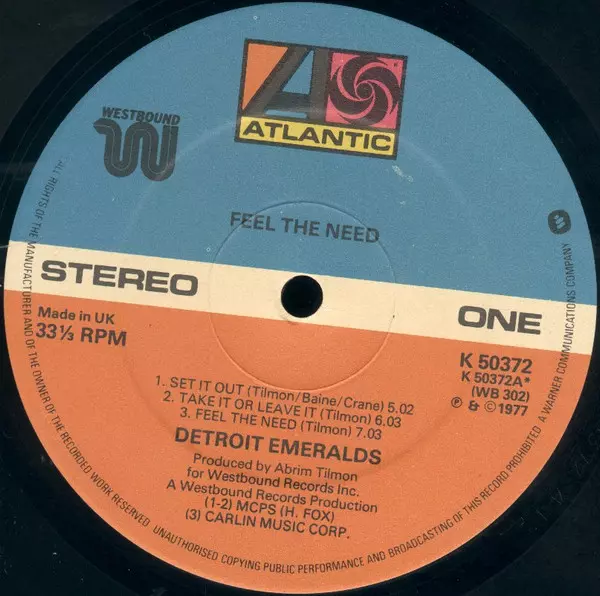 WESTBOUND
ATLANTIC
FEEL THE NEED
STEREO
ONE
Made in UK
33⅓ RPM
K 50372
K 50372A*
(WB 302)
℗ & © 1977
1. SET IT OUT (Tilmon/Baine/Crane) 5.02
2. TAKE IT OR LEAVE IT (Tilmon) 6.03
3. FEEL THE NEED (Tilmon) 7.03
DETROIT EMERALDS
Produced by Abrim Tilmon
for Westbound Records Inc.
A Westbound Records Production
(1-2) MCPS (H. FOX)
(3) CARLIN MUSIC CORP.
ALL RIGHTS OF THE MANUFACTURER AND OF THE OWNER OF THE RECORDED WORK RESERVED. UNAUTHORISED COPYING PUBLIC PERFORMANCE AND BROADCASTING OF THIS RECORD PROHIBITED. A WARNER COMMUNICATIONS COMPANY